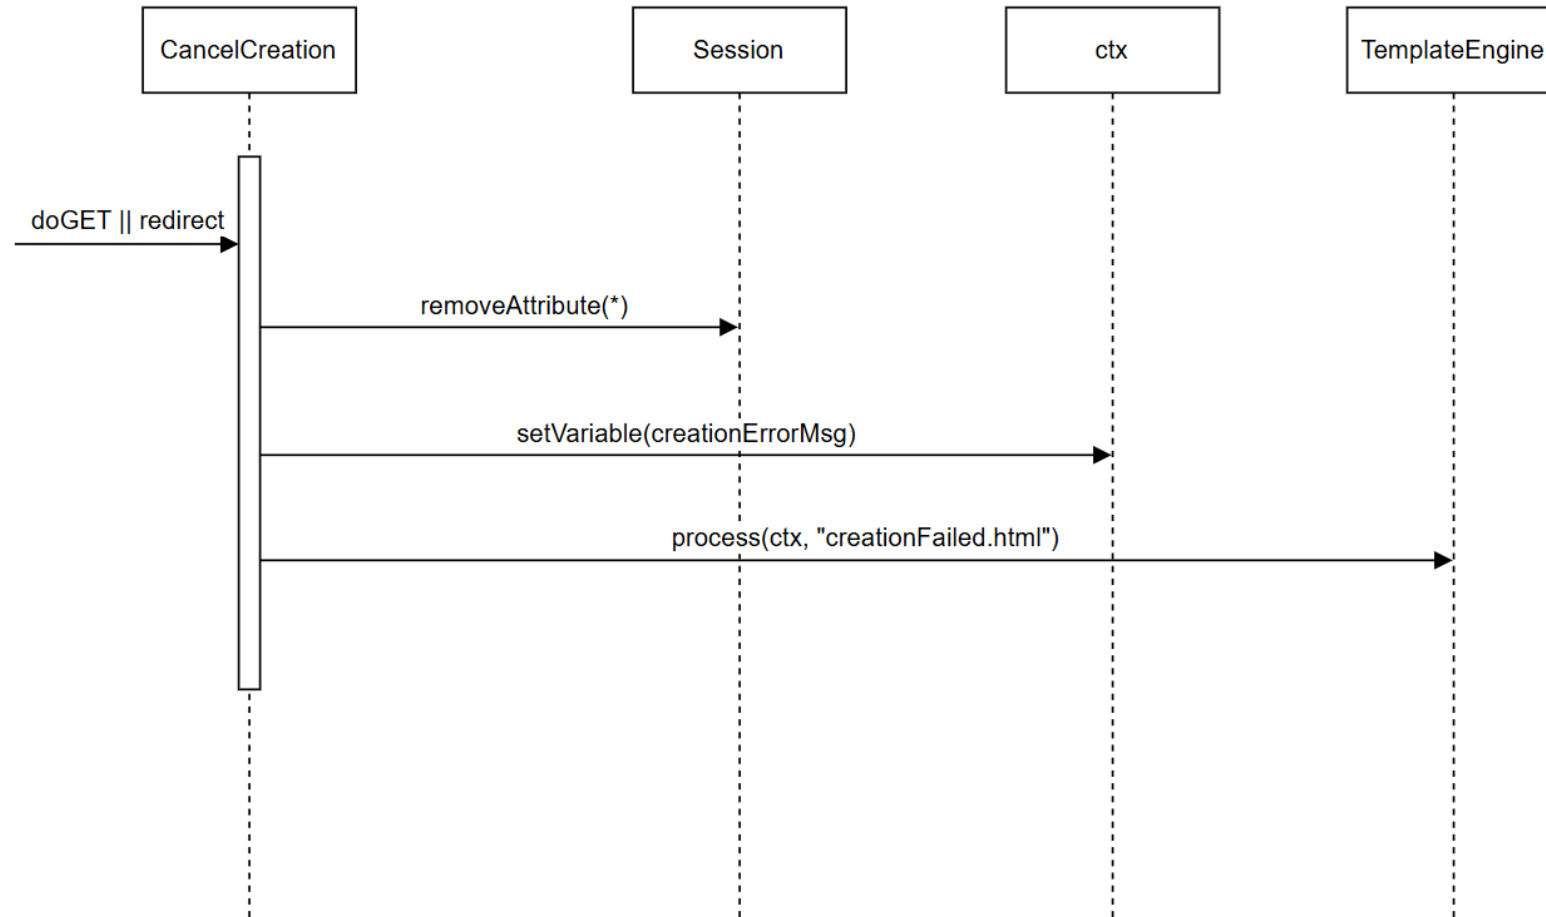 CancelCreation
Session
ctx
TemplateEngine
doGET || redirect
removeAttribute(*)
setVariable(creationErrorMsg)
process(ctx, "creationFailed.html")